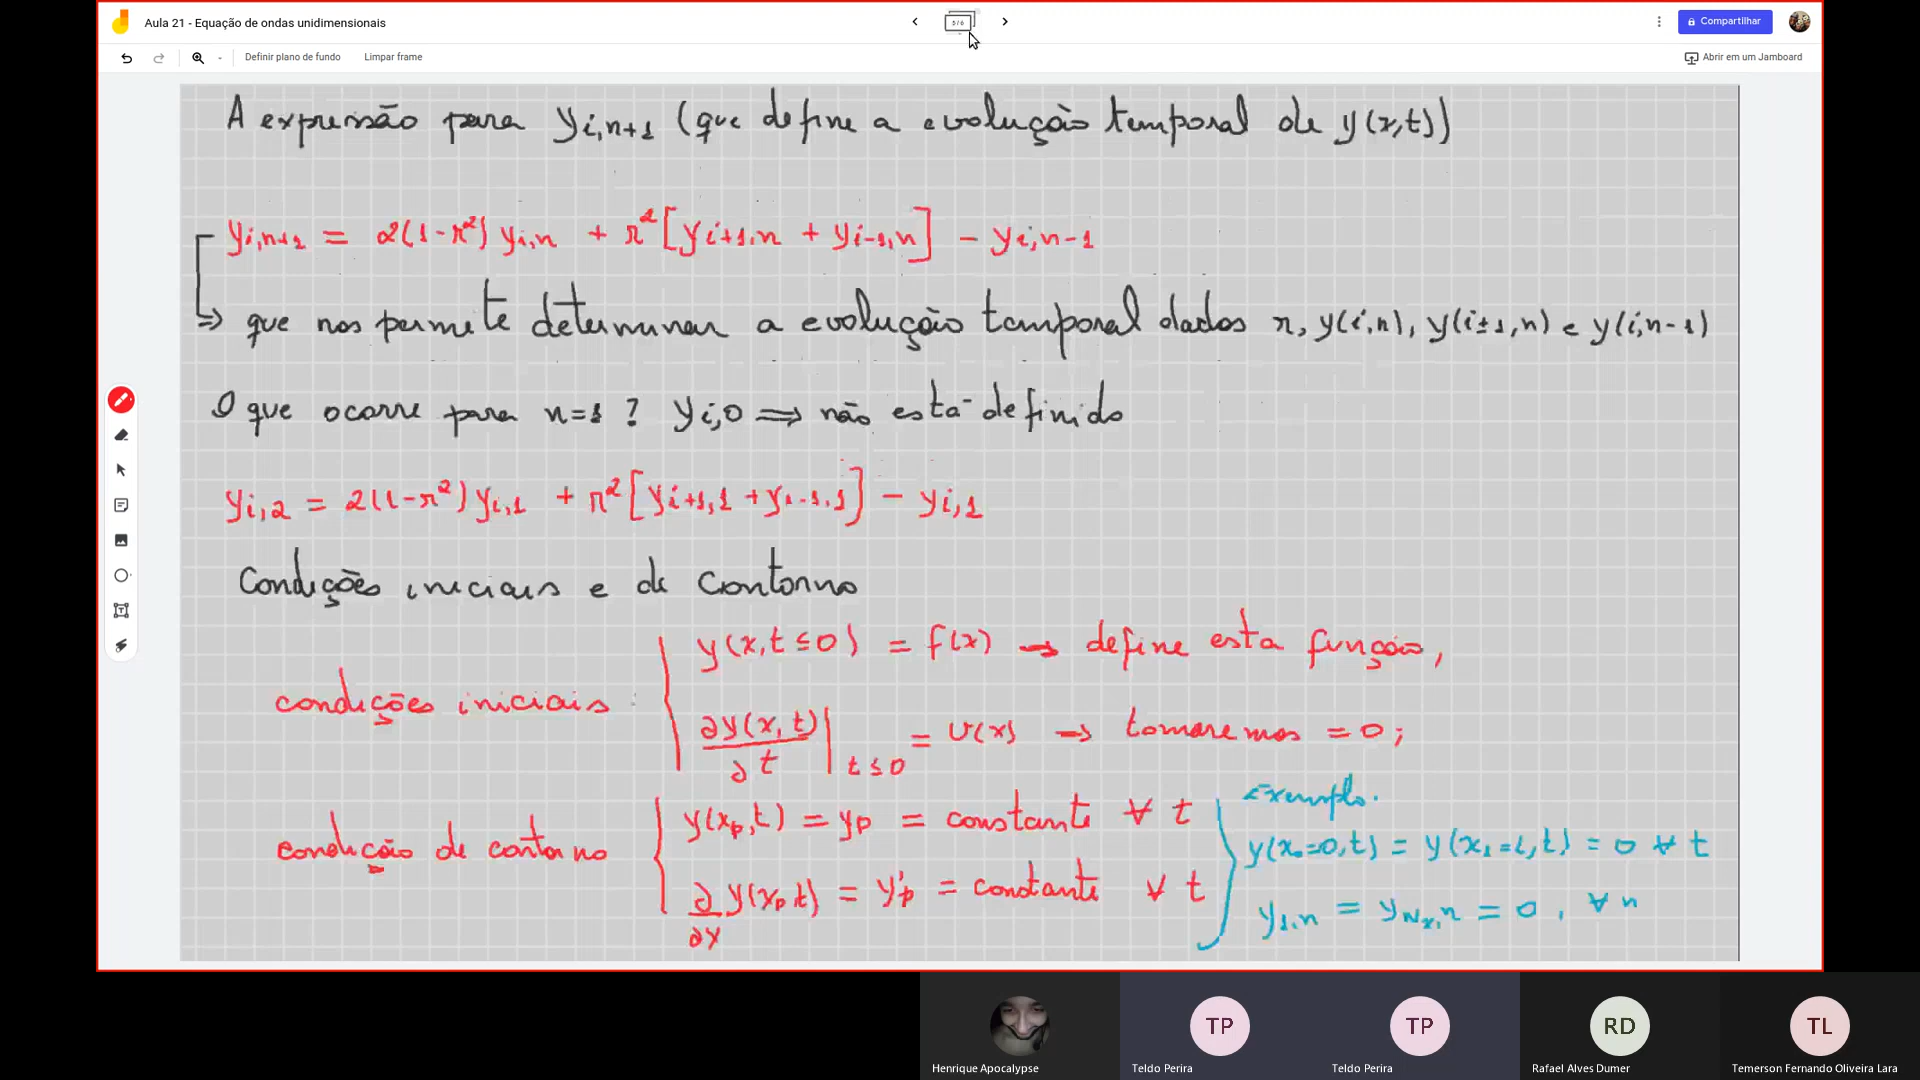 Aula 21 - Equação de ondas unidimensionais
5 / 6
Compartilhar
Definir plano de fundo
Limpar frame
Abrir em um Jamboard
A expressão para yi,n+1 (que define a evolução temporal de y(x,t))
yi,n+1 = 2(1-r²) yi,n + r² [yi+1,n + yi-1,n] - yi,n-1
⇒ que nos permite determinar a evolução temporal dados r, y(i,n), y(i±1,n) e y(i,n-1)
O que ocorre para n=1 ? yi,0 ⇒ não está definido
yi,2 = 2(1-r²) yi,1 + r² [yi+1,1 + yi-1,1] - yi,1
Condições iniciais e de contorno
condições iniciais : y(x,t≤0) = f(x) → define esta função,
∂y(x,t)/∂t | t≤0 = v(x) → tomaremos = 0;
condição de contorno y(xp,t) = yp = constante ∀ t
∂/∂x y(xp,t) = y'p = constante ∀ t
Exemplo.
y(x0=0,t) = y(x1=L,t) = 0 ∀ t
y1,n = yNx,n = 0, ∀ n
Henrique Apocalypse
TP
Teldo Perira
TP
Teldo Perira
RD
Rafael Alves Dumer
TL
Temerson Fernando Oliveira Lara